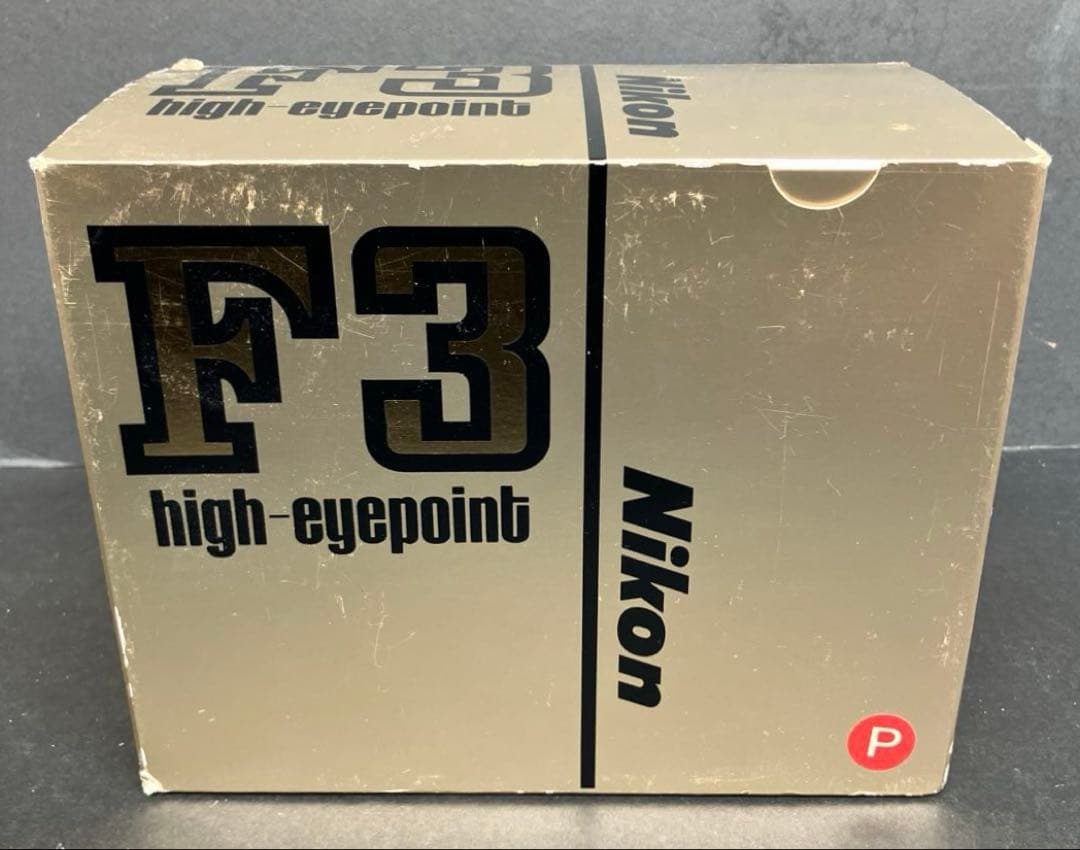 F3
high-eyepoint
Nikon
F3
high-eyepoint
Nikon
P